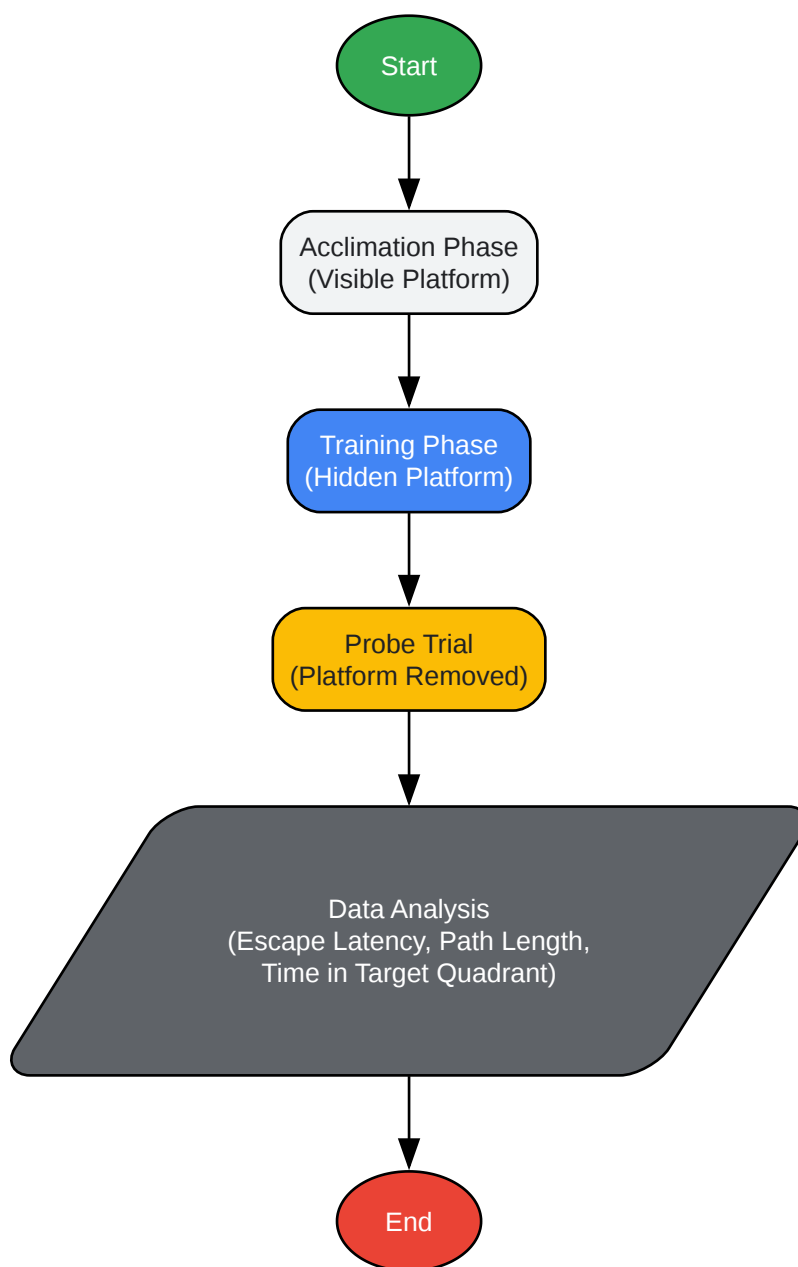 Start
Acclimation Phase
(Visible Platform)
Training Phase
(Hidden Platform)
Probe Trial
(Platform Removed)
Data Analysis
(Escape Latency, Path Length,
Time in Target Quadrant)
End